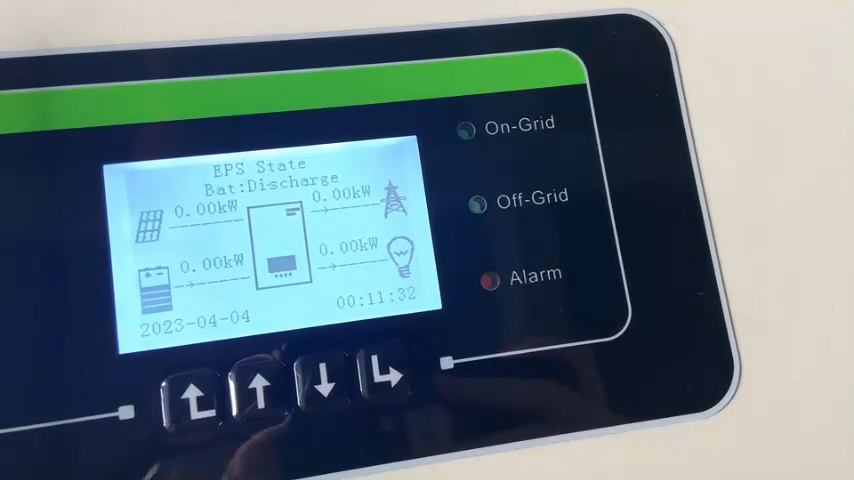 EPS State
Bat:Discharge
0.00kW
0.00kW
0.00kW
0.00kW
2023-04-04
00:11:32
On-Grid
Off-Grid
Alarm